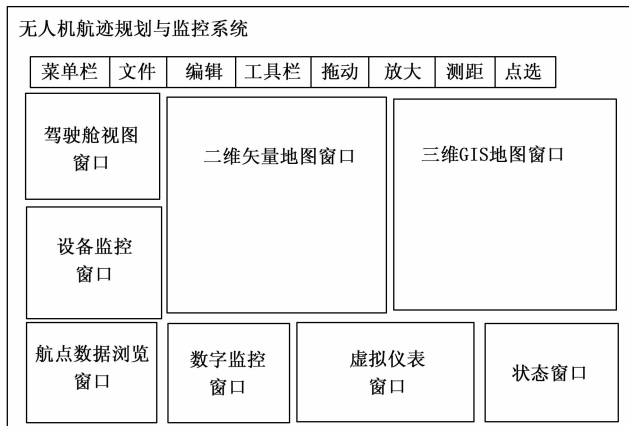 无人机航迹规划与监控系统
菜单栏 文件 编辑 工具栏 拖动 放大 测距 点选
驾驶舱视图
窗口
二维矢量地图窗口
三维GIS地图窗口
设备监控
窗口
航点数据浏览
窗口
数字监控
窗口
虚拟仪表
窗口
状态窗口